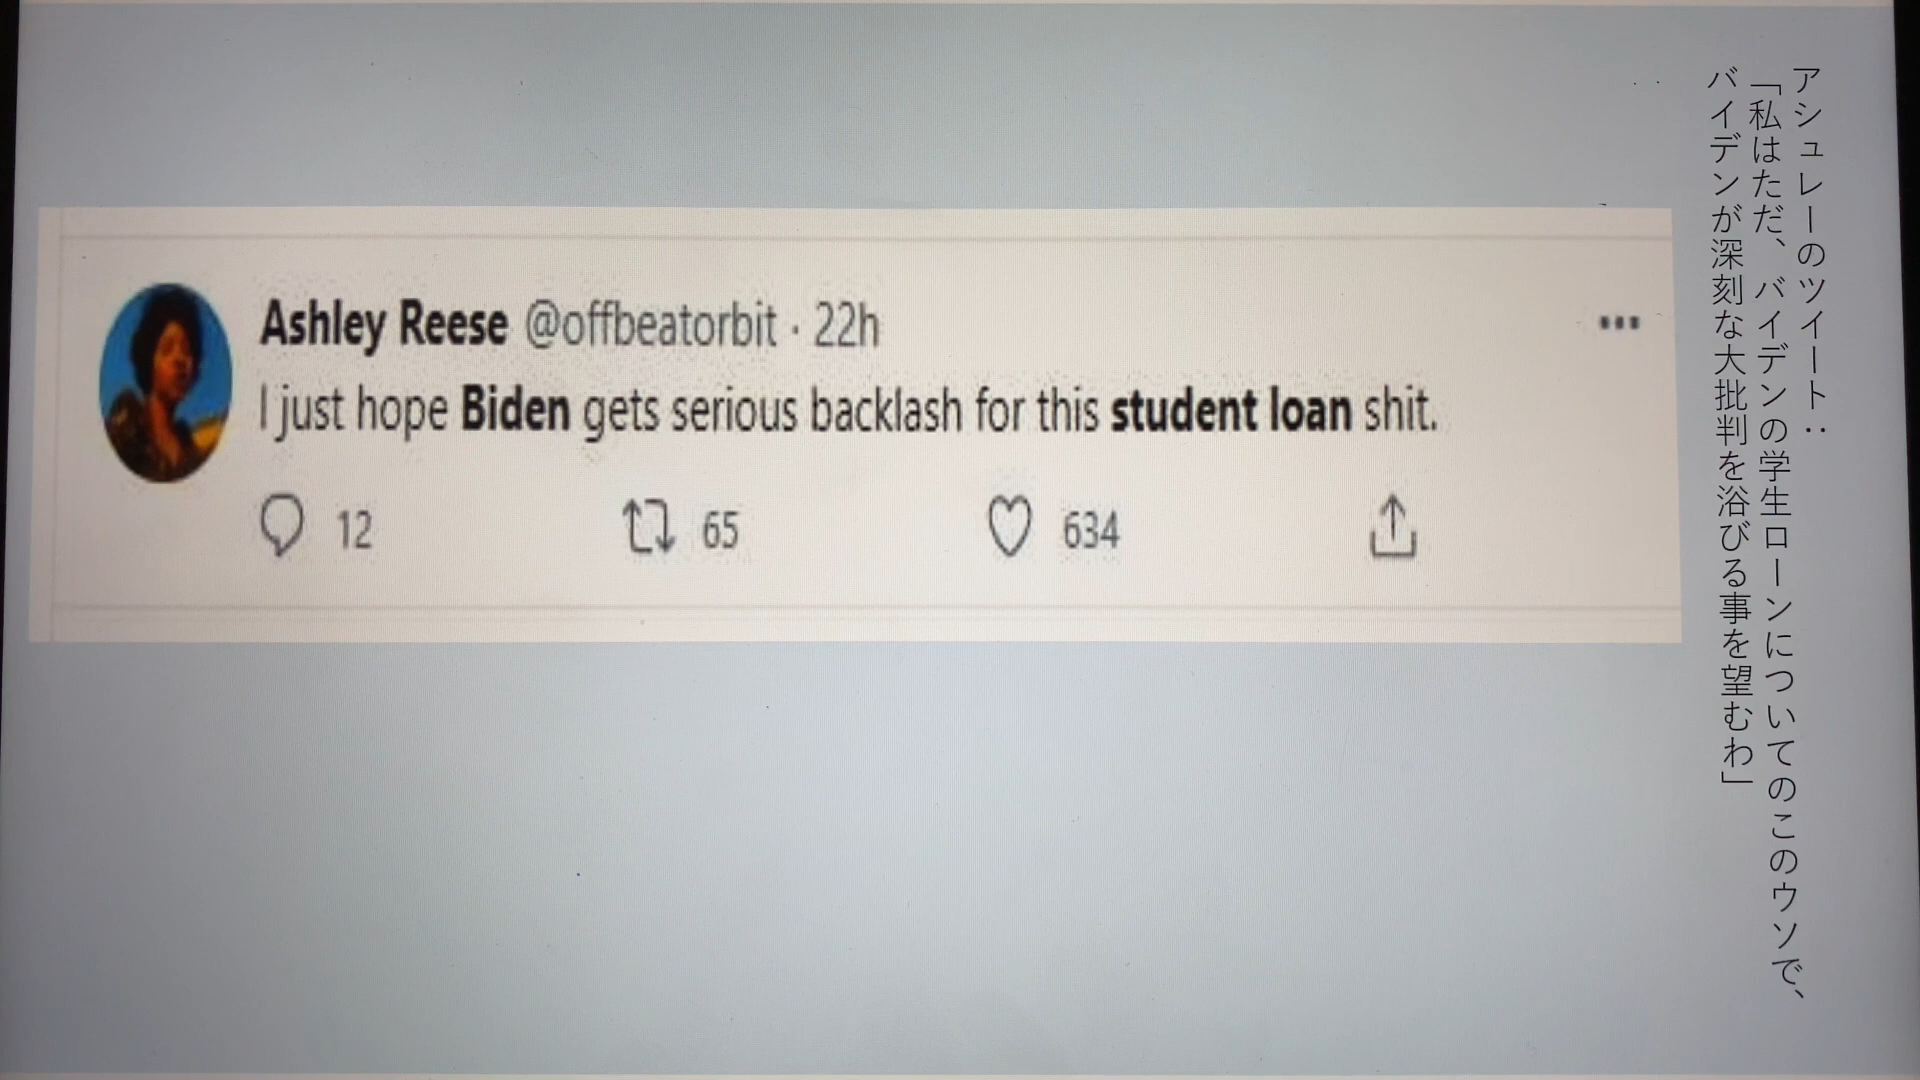 アシュレーのツイート：
「私はただ、バイデンの学生ローンについてのこのウソで、
バイデンが深刻な大批判を浴びる事を望むわ」
Ashley Reese @offbeatorbit · 22h
I just hope Biden gets serious backlash for this student loan shit.
12 65 634